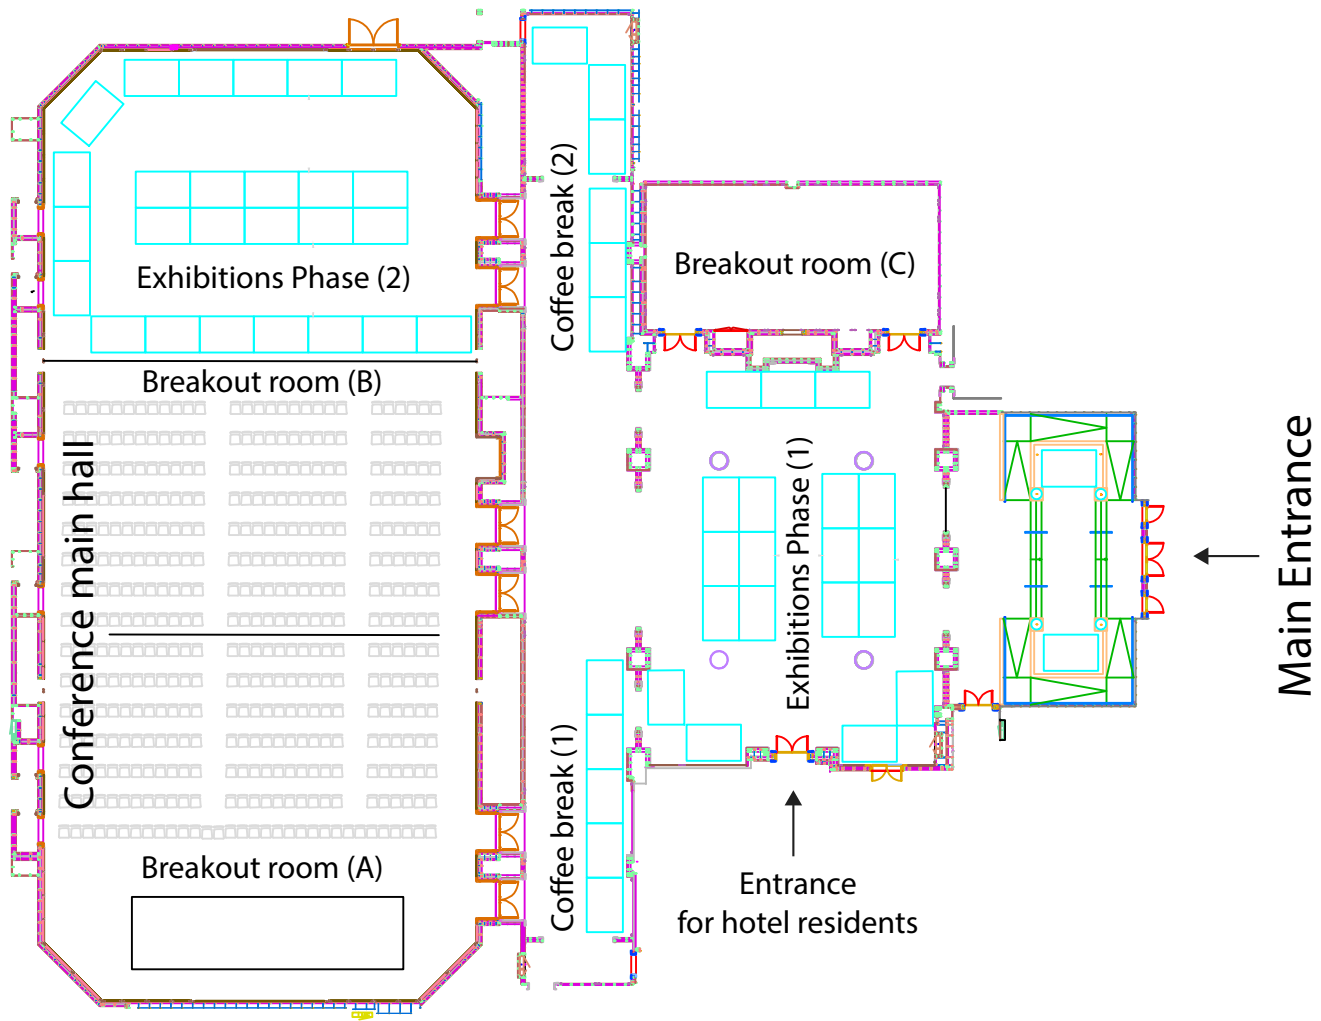 Exhibitions Phase (2)
Coffee break (2)
Breakout room (C)
Breakout room (B)
Conference main hall
Exhibitions Phase (1)
Main Entrance
Breakout room (A)
Coffee break (1)
Entrance
for hotel residents